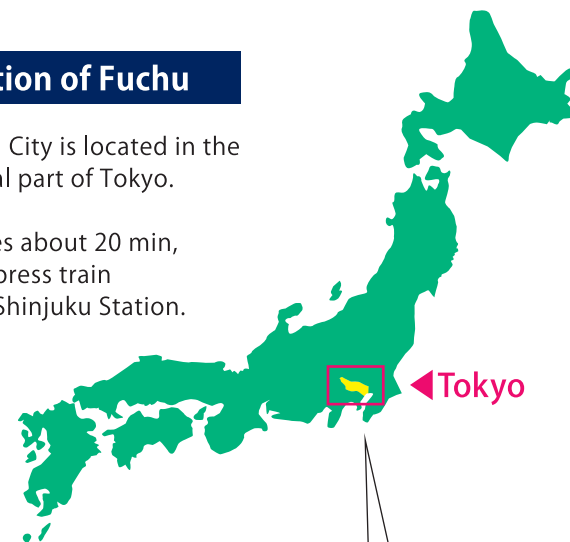 tion of Fuchu
City is located in the
al part of Tokyo.
es about 20 min,
press train
Shinjuku Station.
Tokyo